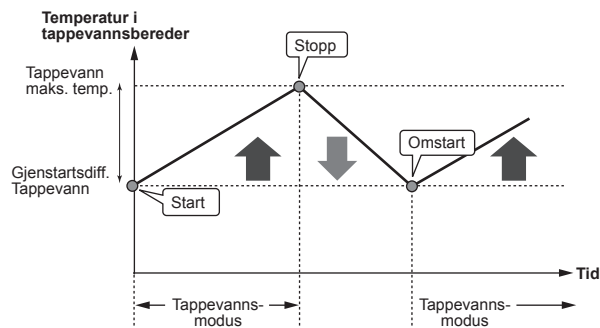 Temperatur i
tappevannsbereder
Stopp
Tappevann
maks. temp.
Omstart
Gjenstartsdiff.
Tappevann
Start
Tid
Tappevanns-
modus
Tappevanns-
modus